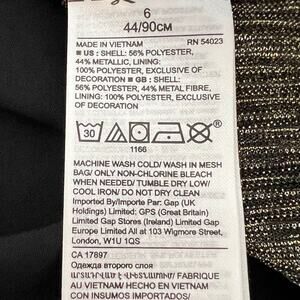 6
44/90CM
MADE IN VIETNAM RN 54023
■ US : SHELL: 56% POLYESTER,
44% METALLIC, LINING:
100% POLYESTER, EXCLUSIVE OF
DECORATION ■ GB : SHELL:
56% POLYESTER, 44% METAL FIBRE,
LINING: 100% POLYESTER,
EXCLUSIVE OF DECORATION
30
1166
MACHINE WASH COLD/ WASH IN MESH
BAG/ ONLY NON-CHLORINE BLEACH
WHEN NEEDED/ TUMBLE DRY LOW/
COOL IRON/ DO NOT DRY CLEAN
Imported by/Importe Par: Gap (UK
Holdings) Limited: GPS (Great Britain)
Limited Gap Stores (Ireland) Limited Gap
Europe Limited All at 103 Wigmore Street,
London, W1U 1QS
CA 17897
Одежда второго слоя
FABRIQUE
AU VIETNAM/ HECHO EN VIETNAM
CON INSUMOS IMPORTADOS/